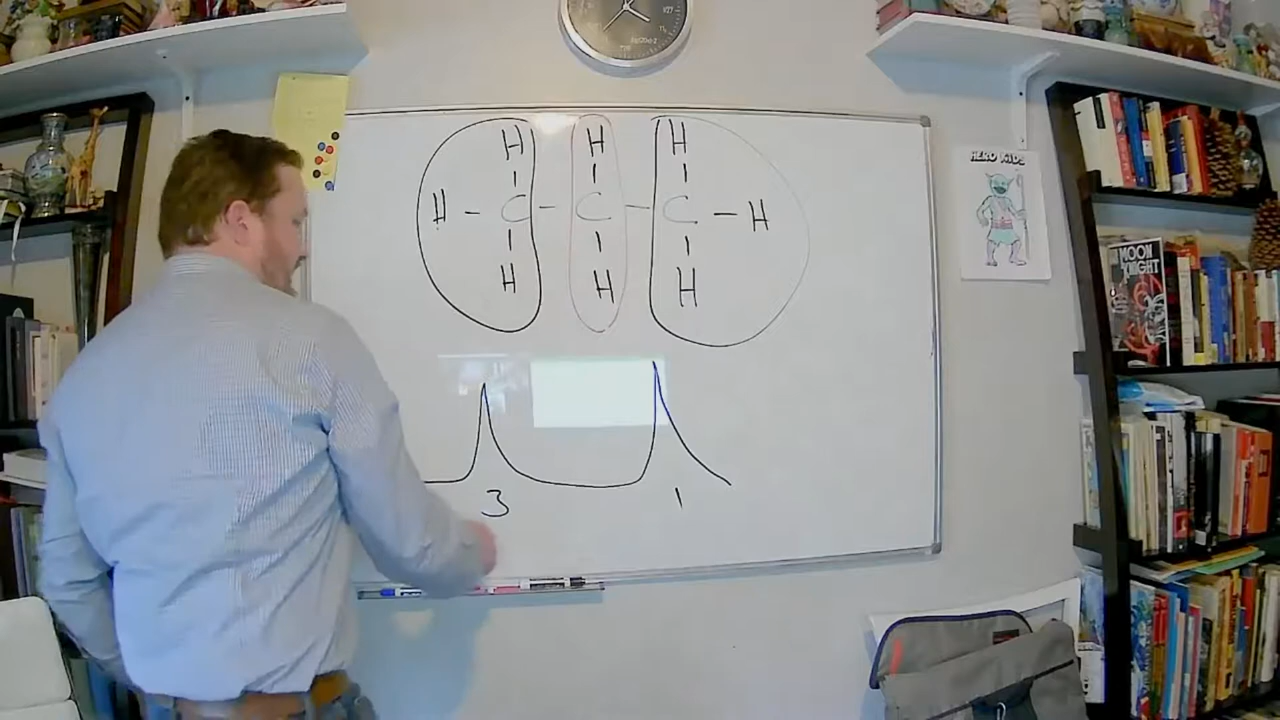 H H H
H - C - C - C - H
H H H
3 1
HERO KIDS
MOON
KNIGHT